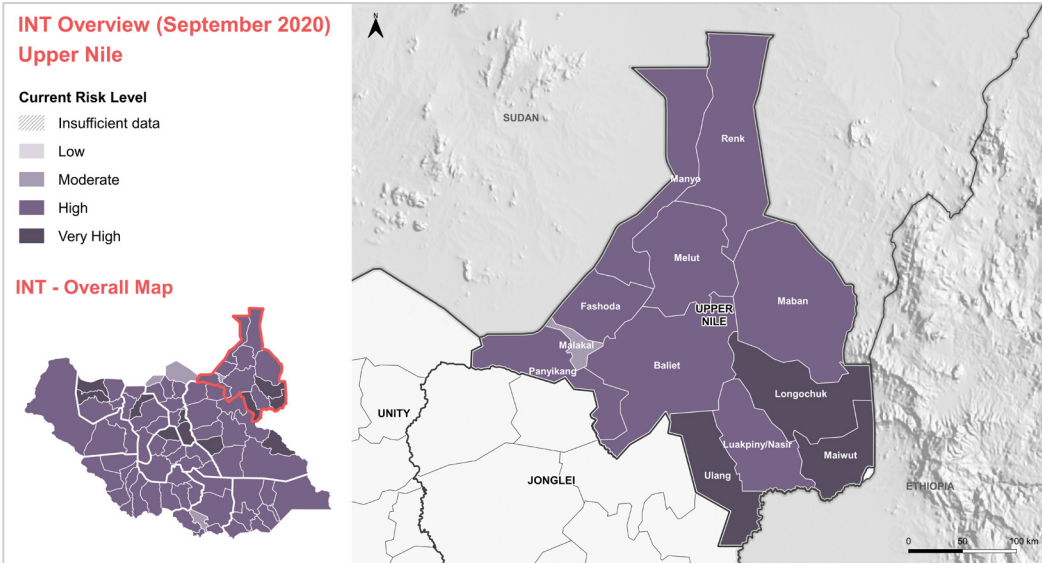 INT Overview (September 2020)
Upper Nile
Current Risk Level
Insufficient data
Low
Moderate
High
Very High
INT - Overall Map
N
SUDAN
Renk
Manyo
Melut
Maban
Fashoda
UPPER
NILE
Malakal
Baliet
Panyikang
Longochuk
UNITY
Luakpiny/Nasir
Maiwut
Ulang
JONGLEI
ETHIOPIA
0 50 100 km